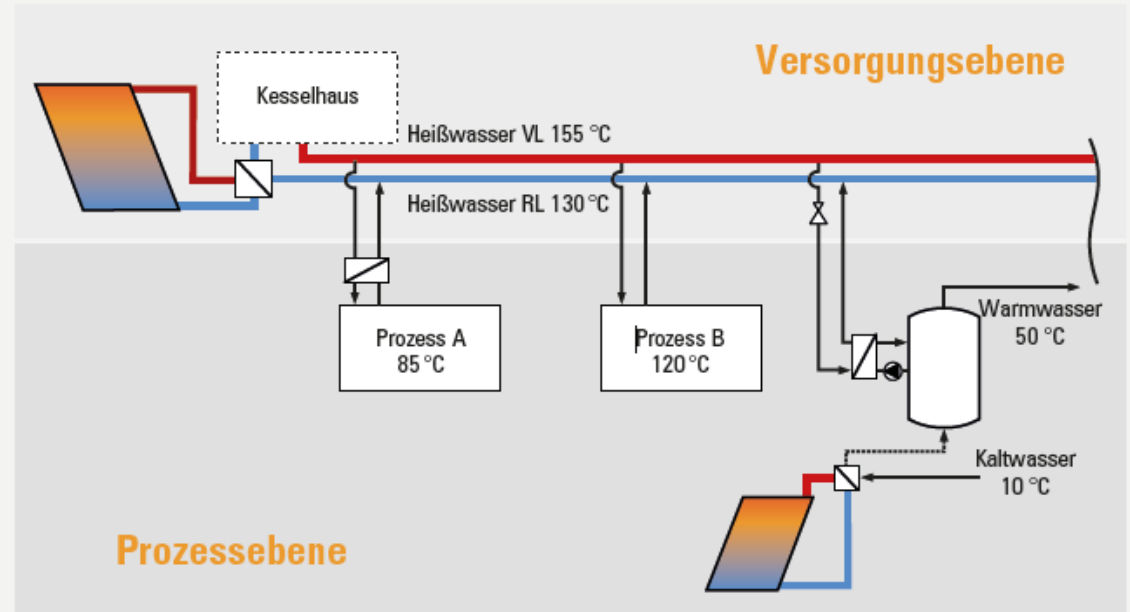 Versorgungsebene
Kesselhaus
Heißwasser VL 155 °C
Heißwasser RL 130 °C
Prozess A
85 °C
Prozess B
120 °C
Warmwasser
50 °C
Kaltwasser
10 °C
Prozessebene